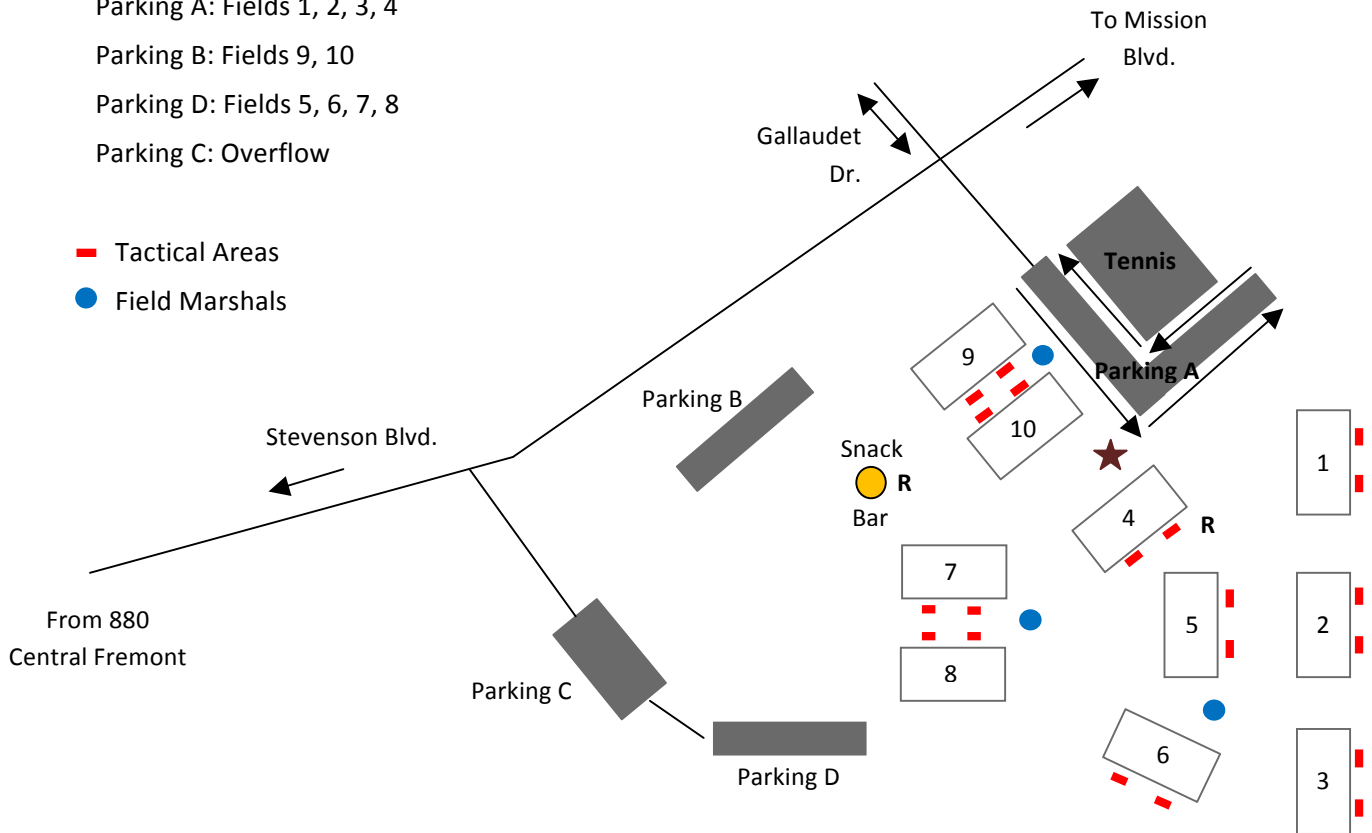 Parking A: Fields 1, 2, 3, 4
Parking B: Fields 9, 10
Parking D: Fields 5, 6, 7, 8
Parking C: Overflow
Tactical Areas
Field Marshals
To Mission
Blvd.
Gallaudet
Dr.
Tennis
Parking A
9
10
Parking B
Stevenson Blvd.
Snack
R
Bar
1
4
R
7
5
2
8
From 880
Central Fremont
Parking C
Parking D
6
3